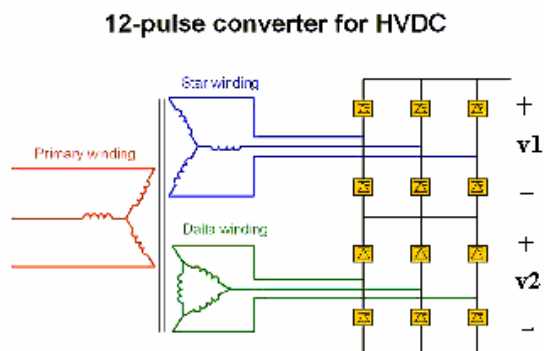 12-pulse converter for HVDC
Star winding
+
v1
−
Primary winding
Delta winding
+
v2
−